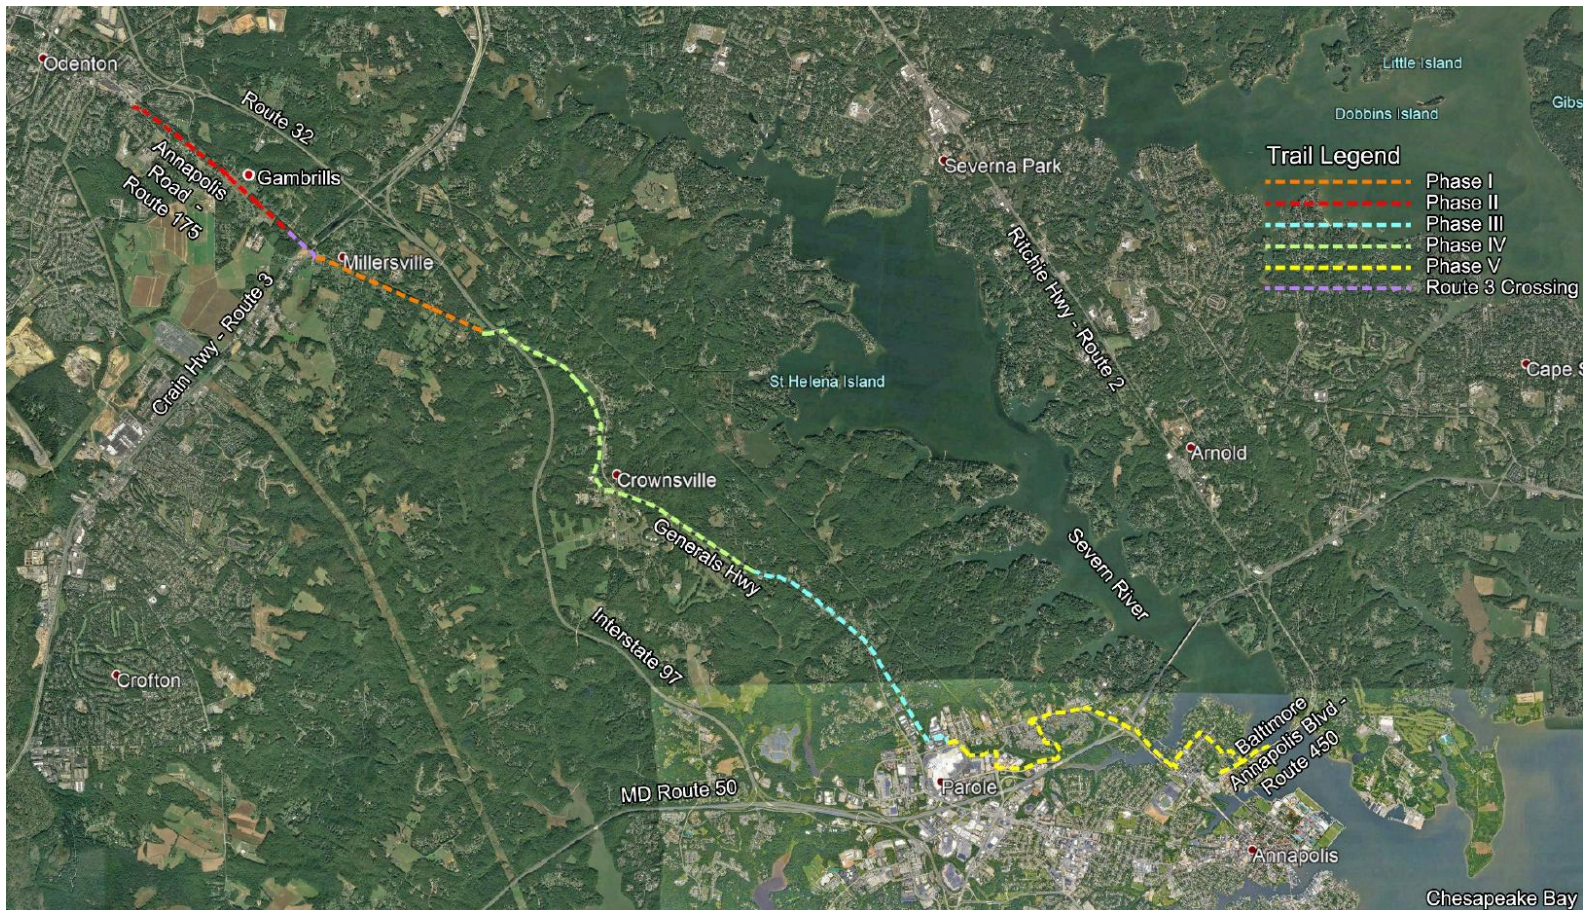 Odenton
Little Island
Gibs
Route 32
Dobbins Island
Severna Park
Trail Legend
Annapolis
Road -
Route 175
Gambrills
Phase I
Phase II
Phase III
Phase IV
Phase V
Route 3 Crossing
Millersville
Ritchie Hwy - Route 2
Crain Hwy - Route 3
St Helena Island
Cape S
Arnold
Crownsville
Generals Hwy
Severn River
Interstate 97
Crofton
Baltimore
Annapolis Blvd -
Route 450
MD Route 50
Parole
Annapolis
Chesapeake Bay